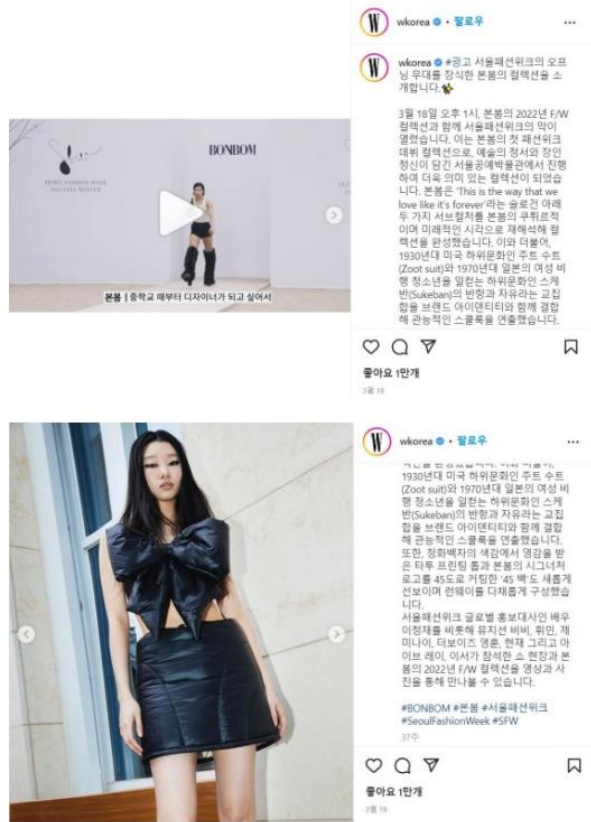 wkorea • 팔로우
wkorea #광고 서울패션위크의 오프
닝 무대를 장식한 본봄의 컬렉션을 소
개합니다.
3월 18일 오후 1시, 본봄의 2022년 F/W
컬렉션과 함께 서울패션위크의 막이
열렸습니다. 이는 본봄의 첫 패션위크
데뷔 컬렉션으로, 예술의 정서와 장인
정신이 담긴 서울공예박물관에서 진행
하여 더욱 의미 있는 컬렉션이 되었습
니다. 본봄은 'This is the way that we
love like it's forever'라는 슬로건 아래
두 가지 서브컬처를 본봄의 쿠튀르적
이며 미래적인 시각으로 재해석해 컬
렉션을 완성했습니다. 이와 더불어,
1930년대 미국 하위문화인 주트 수트
(Zoot suit)와 1970년대 일본의 여성 비
행 청소년을 일컫는 하위문화인 스케
반(Sukeban)의 반항과 자유라는 교집
합을 브랜드 아이덴티티와 함께 결합
해 관능적인 스쿨룩을 연출했습니다.
BONBOM
SEOUL FASHION WEEK
2022 FALL WINTER
본봄 | 중학교 때부터 디자이너가 되고 싶어서
좋아요 1만개
3월 19
wkorea • 팔로우
1930년대 미국 하위문화인 주트 수트
(Zoot suit)와 1970년대 일본의 여성 비
행 청소년을 일컫는 하위문화인 스케
반(Sukeban)의 반항과 자유라는 교집
합을 브랜드 아이덴티티와 함께 결합
해 관능적인 스쿨룩을 연출했습니다.
또한, 청화백자의 색감에서 영감을 받
은 타투 프린팅 톱과 본봄의 시그너처
로고를 45도로 커팅한 '45 백'도 새롭게
선보이며 런웨이를 다채롭게 구성했습
니다.
서울패션위크 글로벌 홍보대사인 배우
이정재를 비롯해 뮤지션 비비, 휘민, 제
미나이, 더보이즈 영훈, 현재 그리고 아
이브 레이, 이서가 참석한 쇼 현장과 본
봄의 2022년 F/W 컬렉션을 영상과 사
진을 통해 만나볼 수 있습니다.
#BONBOM #본봄 #서울패션위크
#SeoulFashionWeek #SFW
37주
좋아요 1만개
3월 19